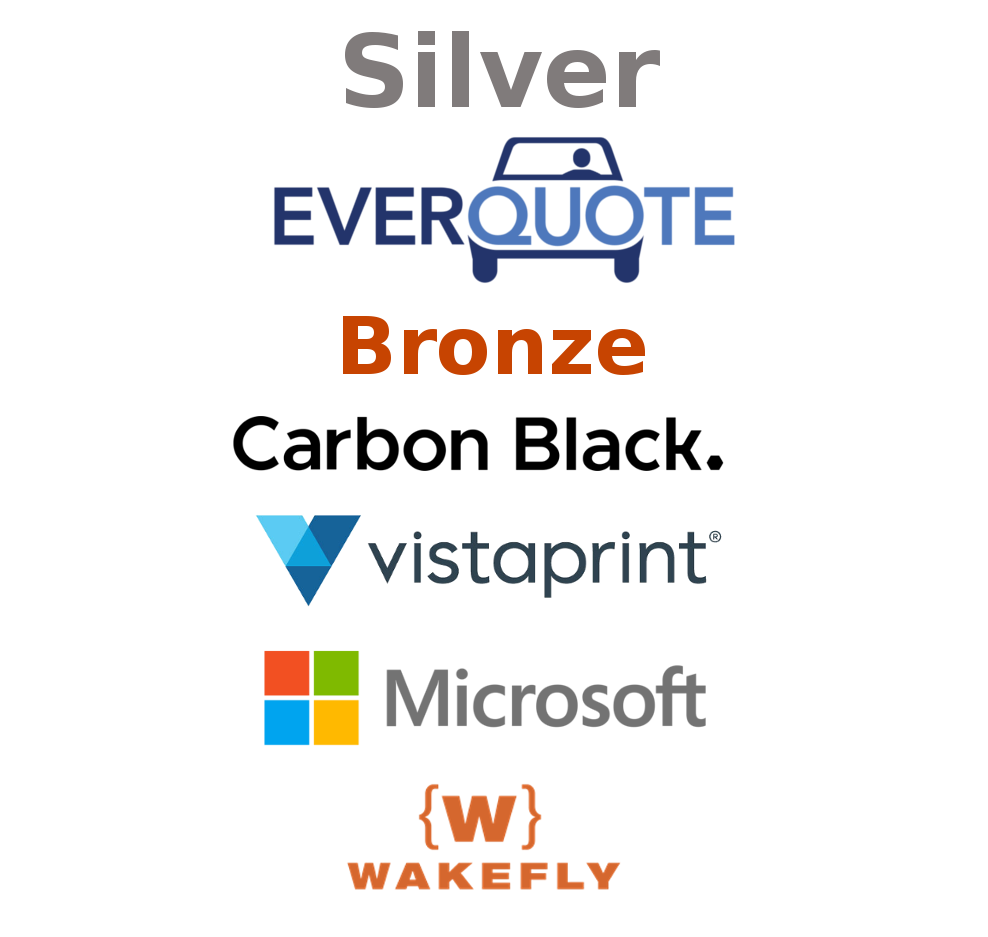 Silver
EVERQUOTE
Bronze
Carbon Black.
vistaprint®
Microsoft
{W}
WAKEFLY